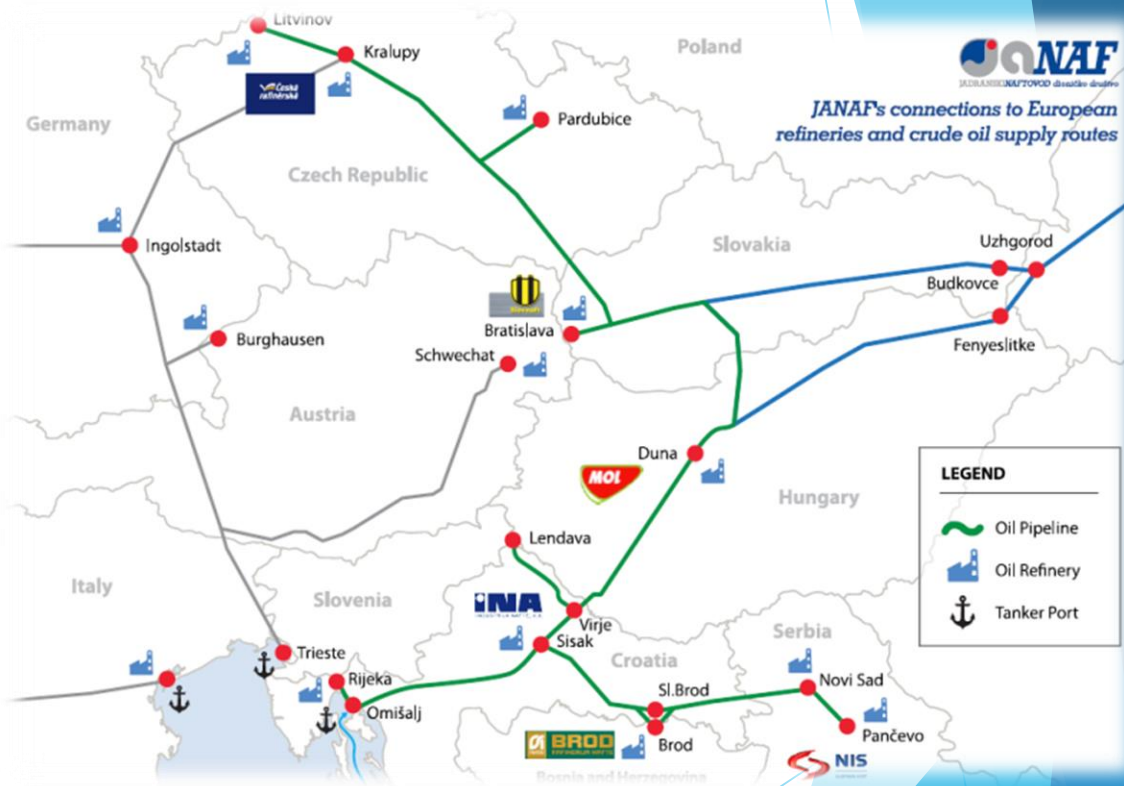 Litvinov
Kralupy
Poland
JANAF
JADRANSKI NAFTOVOD dioničko društvo
JANAF's connections to European
refineries and crude oil supply routes
Česká
rafinérská
Germany
Pardubice
Czech Republic
Ingolstadt
Slovakia
Uzhgorod
Budkovce
Bratislava
Burghausen
Schwechat
Fenyeslitke
Austria
Duna
MOL
Hungary
LEGEND
Oil Pipeline
Oil Refinery
Tanker Port
Lendava
Italy
Slovenia
INA
Virje
Sisak
Serbia
Croatia
Trieste
Rijeka
Omišalj
Sl.Brod
Novi Sad
Brod
BROD
Pančevo
NIS
Bosnia and Herzegovina